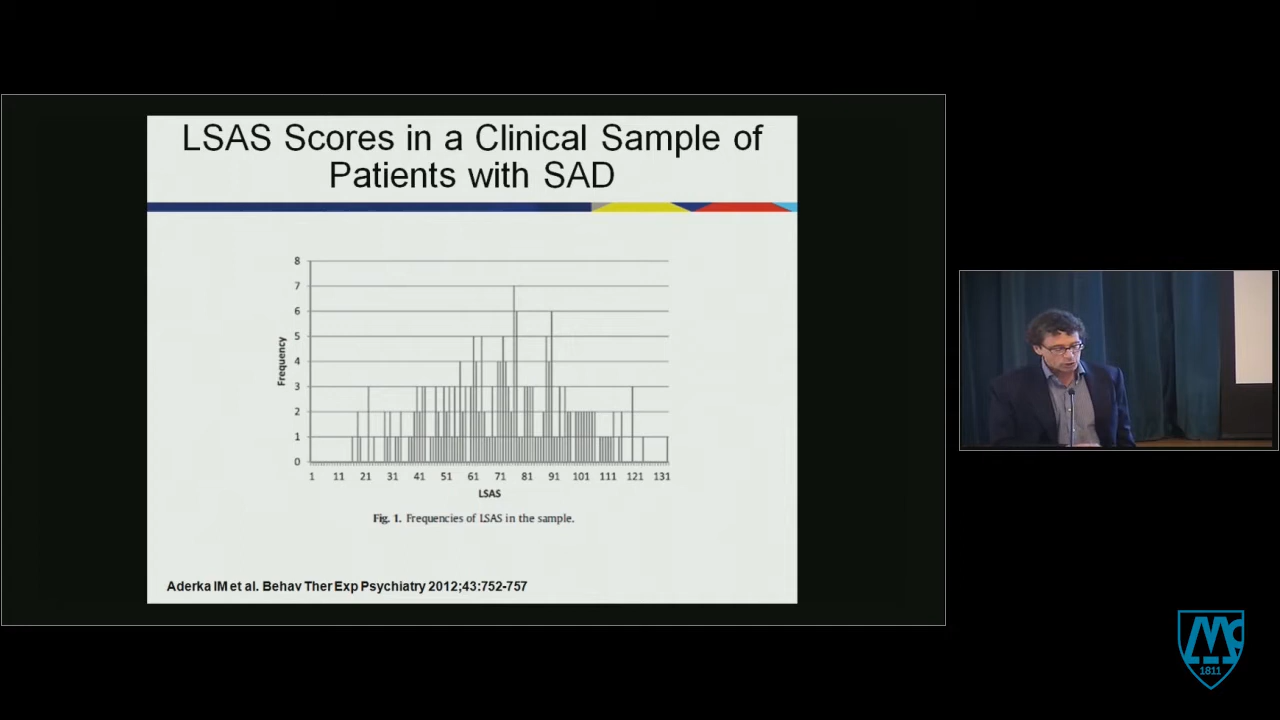 LSAS Scores in a Clinical Sample of
Patients with SAD
8
7
6
5
4
3
2
1
0
Frequency
1 11 21 31 41 51 61 71 81 91 101 111 121 131
LSAS
Fig. 1. Frequencies of LSAS in the sample.
Aderka IM et al. Behav Ther Exp Psychiatry 2012;43:752-757
1811